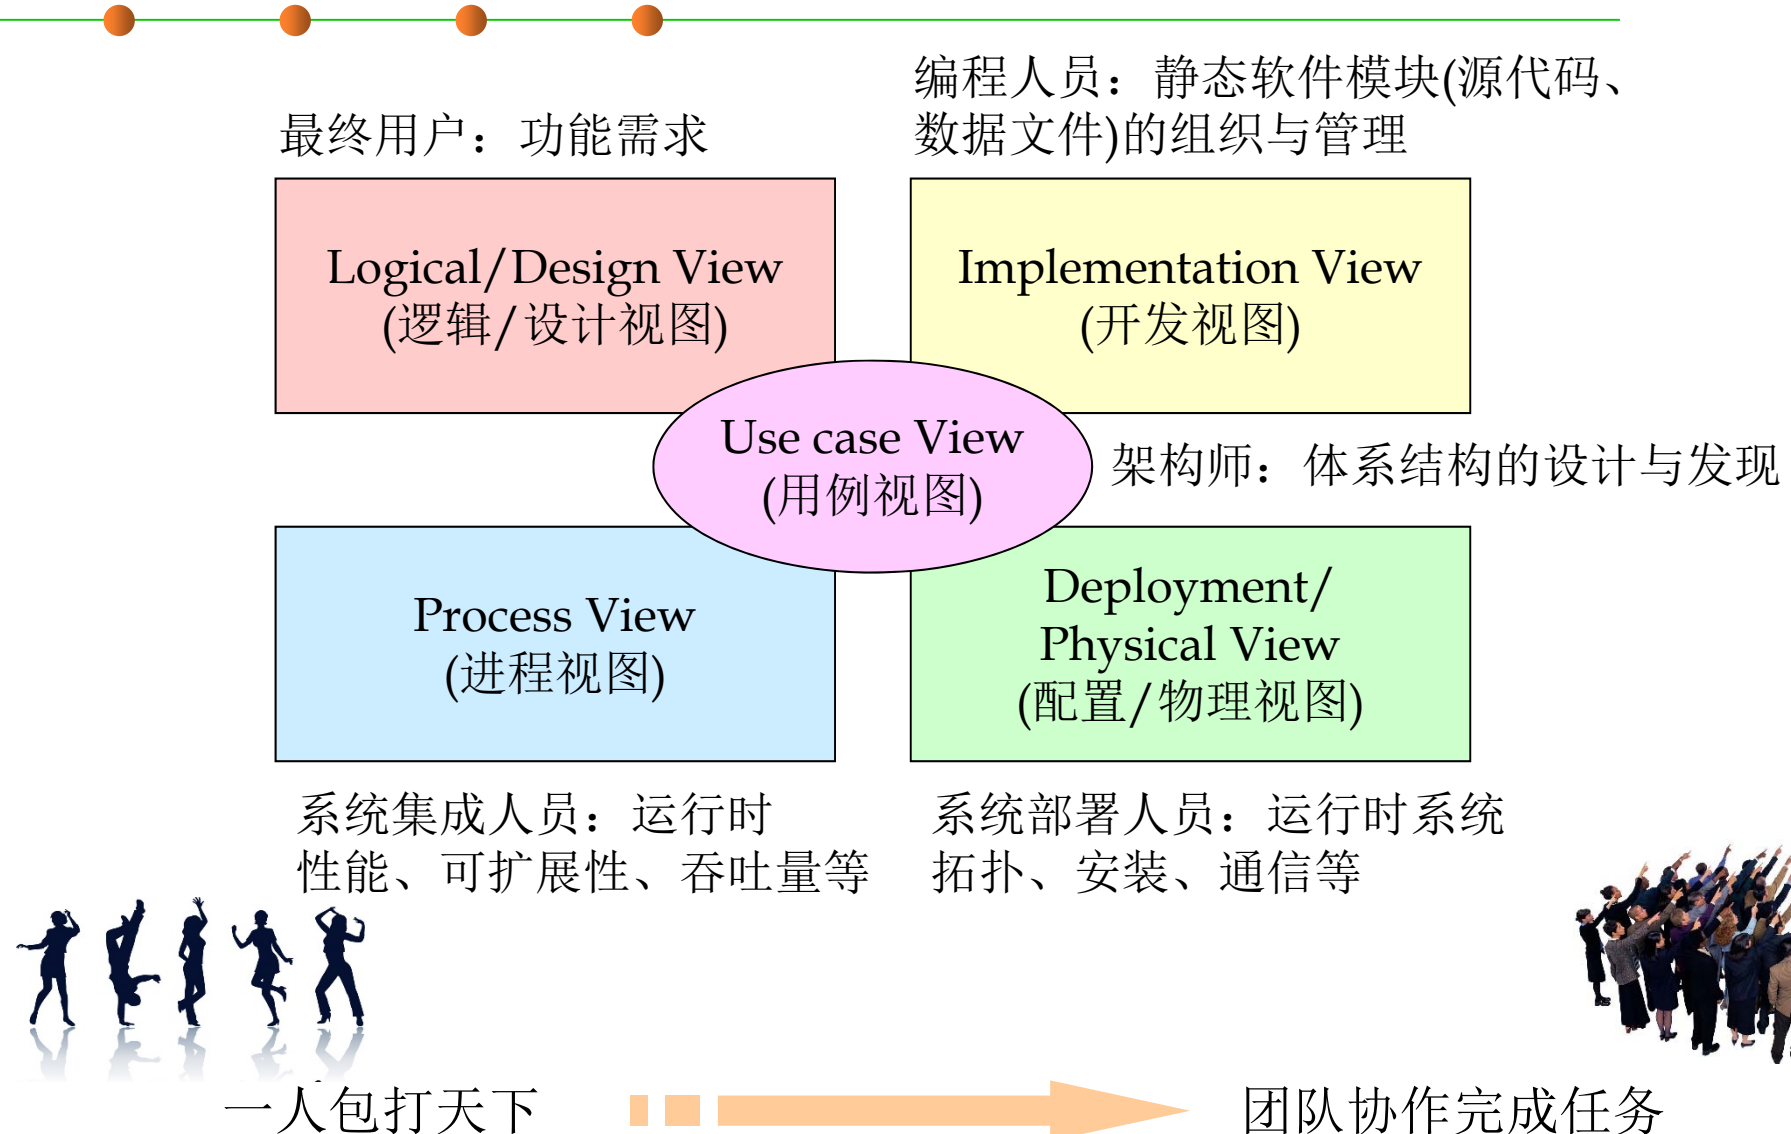 最终用户：功能需求
编程人员：静态软件模块(源代码、
数据文件)的组织与管理
Logical/Design View
(逻辑/设计视图)
Implementation View
(开发视图)
Use case View
(用例视图)
架构师：体系结构的设计与发现
Process View
(进程视图)
Deployment/
Physical View
(配置/物理视图)
系统集成人员：运行时
性能、可扩展性、吞吐量等
系统部署人员：运行时系统
拓扑、安装、通信等
一人包打天下
团队协作完成任务